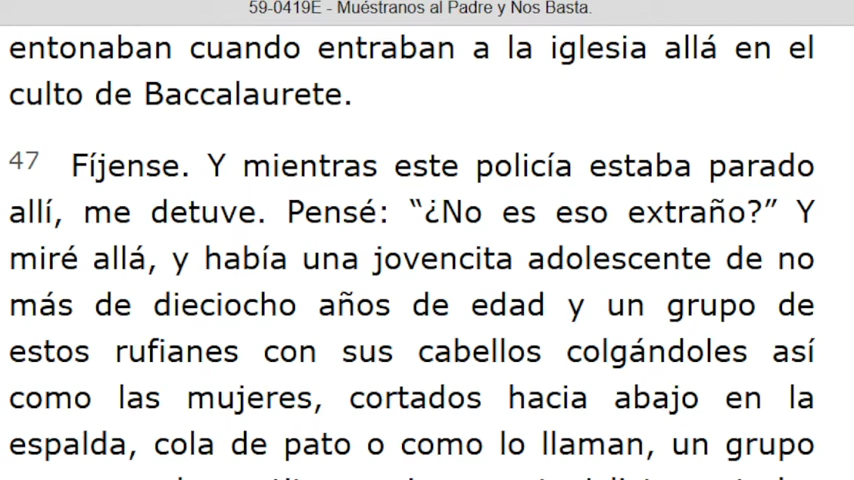 59-0419E - Muéstranos al Padre y Nos Basta.
entonaban cuando entraban a la iglesia allá en el
culto de Baccalaurete.
47 Fíjense. Y mientras este policía estaba parado
allí, me detuve. Pensé: “¿No es eso extraño?” Y
miré allá, y había una jovencita adolescente de no
más de dieciocho años de edad y un grupo de
estos rufianes con sus cabellos colgándoles así
como las mujeres, cortados hacia abajo en la
espalda, cola de pato o como lo llaman, un grupo